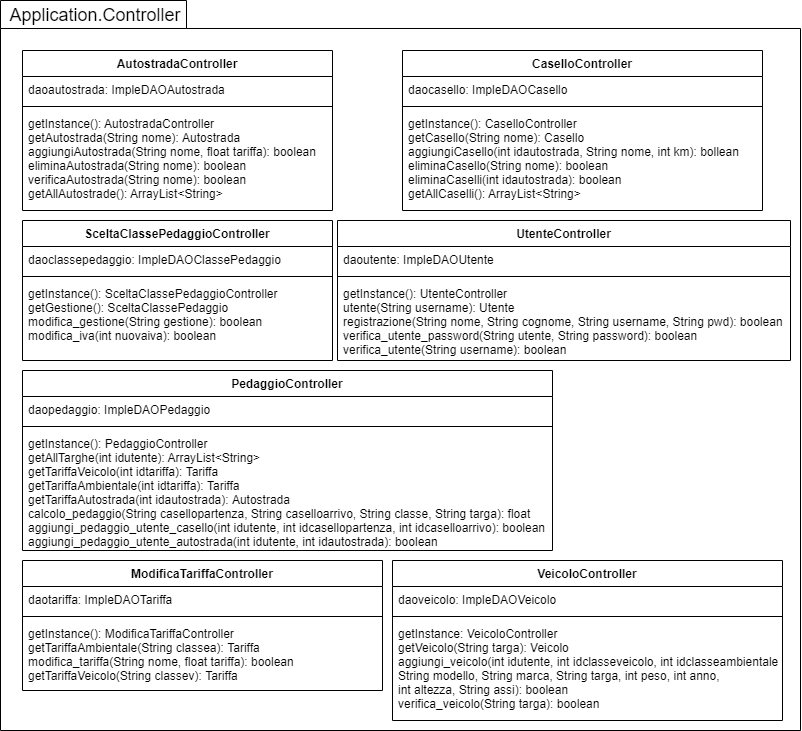 Application.Controller
AutostradaController
daoautostrada: ImpleDAOAutostrada
getInstance(): AutostradaController
getAutostrada(String nome): Autostrada
aggiungiAutostrada(String nome, float tariffa): boolean
eliminaAutostrada(String nome): boolean
verificaAutostrada(String nome): boolean
getAllAutostrade(): ArrayList<String>
CaselloController
daocasello: ImpleDAOCasello
getInstance(): CaselloController
getCasello(String nome): Casello
aggiungiCasello(int idautostrada, String nome, int km): bollean
eliminaCasello(String nome): boolean
eliminaCaselli(int idautostrada): boolean
getAllCaselli(): ArrayList<String>
SceltaClassePedaggioController
daoclassepedaggio: ImpleDAOClassePedaggio
getInstance(): SceltaClassePedaggioController
getGestione(): SceltaClassePedaggio
modifica_gestione(String gestione): boolean
modifica_iva(int nuovaiva): boolean
UtenteController
daoutente: ImpleDAOUtente
getInstance(): UtenteController
utente(String username): Utente
registrazione(String nome, String cognome, String username, String pwd): boolean
verifica_utente_password(String utente, String password): boolean
verifica_utente(String username): boolean
PedaggioController
daopedaggio: ImpleDAOPedaggio
getInstance(): PedaggioController
getAllTarghe(int idutente): ArrayList<String>
getTariffaVeicolo(int idtariffa): Tariffa
getTariffaAmbientale(int idtariffa): Tariffa
getTariffaAutostrada(int idautostrada): Autostrada
calcolo_pedaggio(String casellopartenza, String caselloarrivo, String classe, String targa): float
aggiungi_pedaggio_utente_casello(int idutente, int idcasellopartenza, int idcaselloarrivo): boolean
aggiungi_pedaggio_utente_autostrada(int idutente, int idautostrada): boolean
ModificaTariffaController
daotariffa: ImpleDAOTariffa
getInstance(): ModificaTariffaController
getTariffaAmbientale(String classea): Tariffa
modifica_tariffa(String nome, float tariffa): boolean
getTariffaVeicolo(String classev): Tariffa
VeicoloController
daoveicolo: ImpleDAOVeicolo
getInstance: VeicoloController
getVeicolo(String targa): Veicolo
aggiungi_veicolo(int idutente, int idclasseveicolo, int idclasseambientale
String modello, String marca, String targa, int peso, int anno,
int altezza, String assi): boolean
verifica_veicolo(String targa): boolean